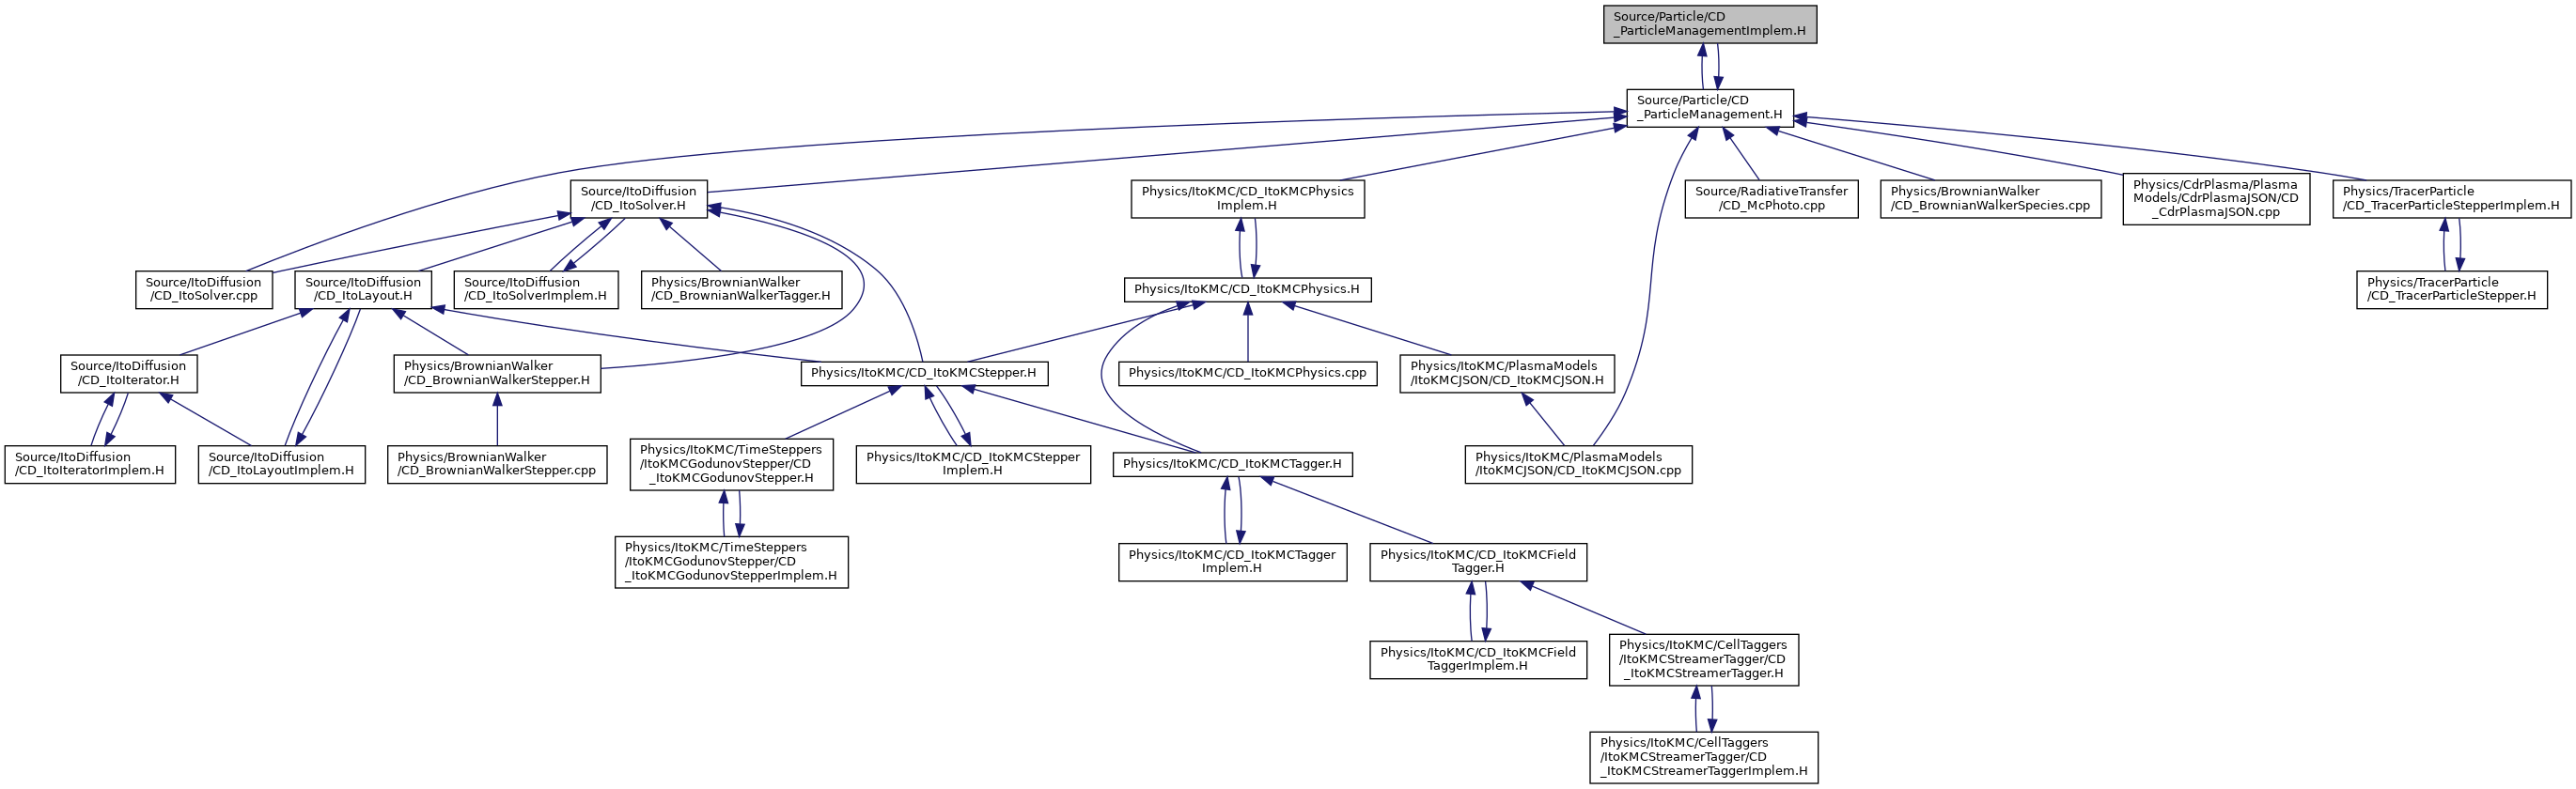 Source/Particle/CD
_ParticleManagementImplem.H
Source/Particle/CD
_ParticleManagement.H
Source/ItoDiffusion
/CD_ItoSolver.H
Physics/ItoKMC/CD_ItoKMCPhysics
Implem.H
Source/RadiativeTransfer
/CD_McPhoto.cpp
Physics/BrownianWalker
/CD_BrownianWalkerSpecies.cpp
Physics/CdrPlasma/Plasma
Models/CdrPlasmaJSON/CD
_CdrPlasmaJSON.cpp
Physics/TracerParticle
/CD_TracerParticleStepperImplem.H
Source/ItoDiffusion
/CD_ItoSolver.cpp
Source/ItoDiffusion
/CD_ItoLayout.H
Source/ItoDiffusion
/CD_ItoSolverImplem.H
Physics/BrownianWalker
/CD_BrownianWalkerTagger.H
Physics/ItoKMC/CD_ItoKMCPhysics.H
Physics/TracerParticle
/CD_TracerParticleStepper.H
Source/ItoDiffusion
/CD_ItoIterator.H
Physics/BrownianWalker
/CD_BrownianWalkerStepper.H
Physics/ItoKMC/CD_ItoKMCStepper.H
Physics/ItoKMC/CD_ItoKMCPhysics.cpp
Physics/ItoKMC/PlasmaModels
/ItoKMCJSON/CD_ItoKMCJSON.H
Source/ItoDiffusion
/CD_ItoIteratorImplem.H
Source/ItoDiffusion
/CD_ItoLayoutImplem.H
Physics/BrownianWalker
/CD_BrownianWalkerStepper.cpp
Physics/ItoKMC/TimeSteppers
/ItoKMCGodunovStepper/CD
_ItoKMCGodunovStepper.H
Physics/ItoKMC/CD_ItoKMCStepper
Implem.H
Physics/ItoKMC/CD_ItoKMCTagger.H
Physics/ItoKMC/PlasmaModels
/ItoKMCJSON/CD_ItoKMCJSON.cpp
Physics/ItoKMC/TimeSteppers
/ItoKMCGodunovStepper/CD
_ItoKMCGodunovStepperImplem.H
Physics/ItoKMC/CD_ItoKMCTagger
Implem.H
Physics/ItoKMC/CD_ItoKMCField
Tagger.H
Physics/ItoKMC/CD_ItoKMCField
TaggerImplem.H
Physics/ItoKMC/CellTaggers
/ItoKMCStreamerTagger/CD
_ItoKMCStreamerTagger.H
Physics/ItoKMC/CellTaggers
/ItoKMCStreamerTagger/CD
_ItoKMCStreamerTaggerImplem.H